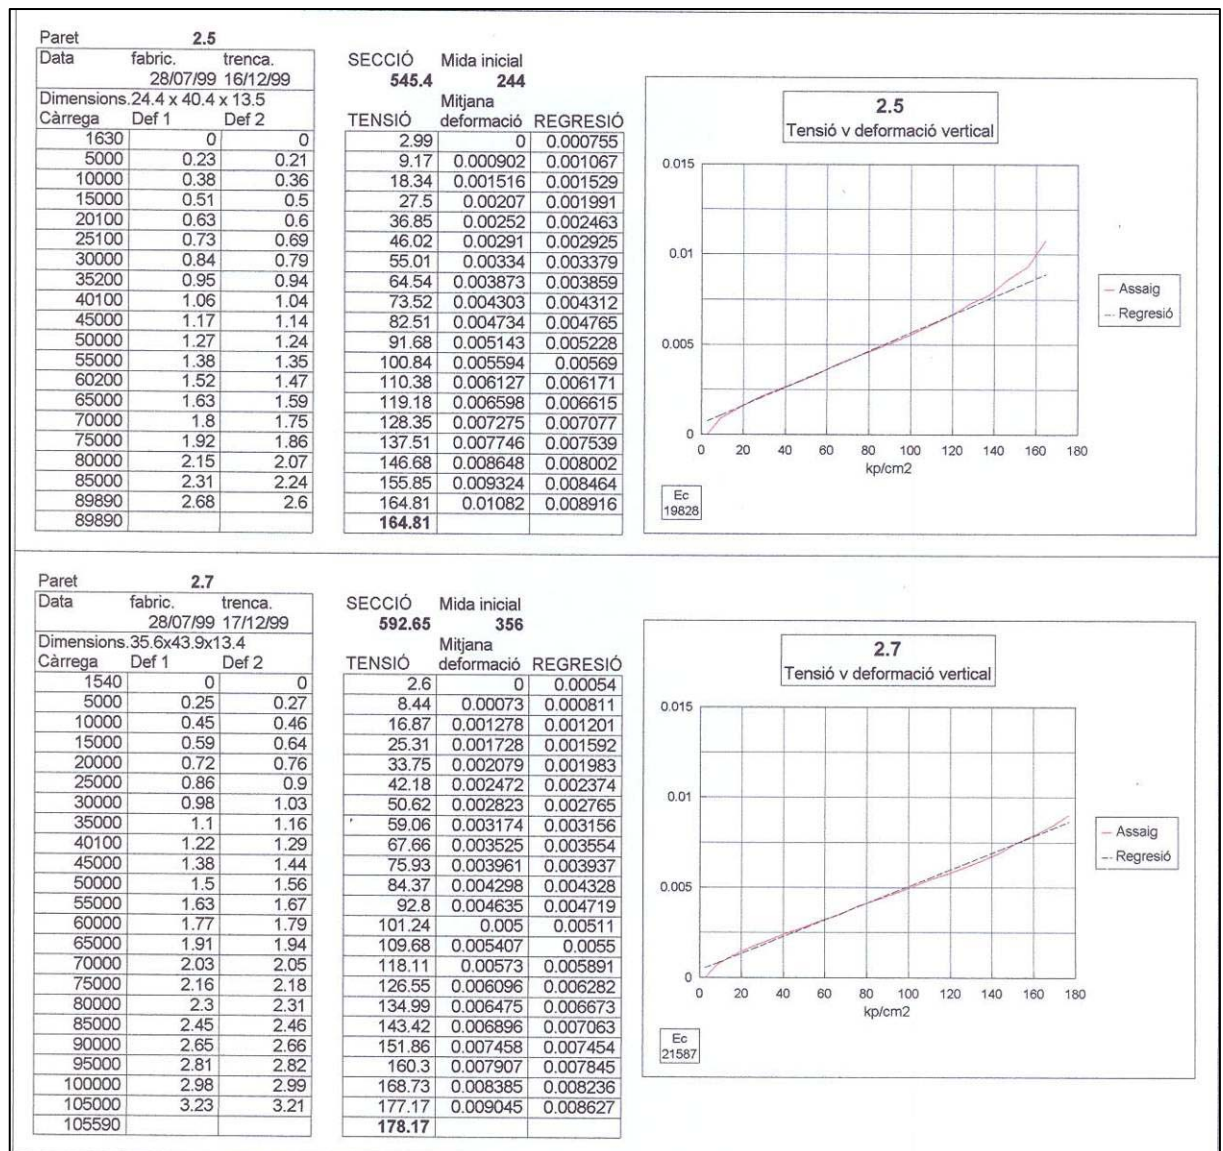 Paret 2.5
Data fabric. trenca.
28/07/99 16/12/99
Dimensions.24.4 x 40.4 x 13.5
Càrrega Def 1 Def 2
1630 0 0
5000 0.23 0.21
10000 0.38 0.36
15000 0.51 0.5
20100 0.63 0.6
25100 0.73 0.69
30000 0.84 0.79
35200 0.95 0.94
40100 1.06 1.04
45000 1.17 1.14
50000 1.27 1.24
55000 1.38 1.35
60200 1.52 1.47
65000 1.63 1.59
70000 1.8 1.75
75000 1.92 1.86
80000 2.15 2.07
85000 2.31 2.24
89890 2.68 2.6
89890
SECCIÓ Mida inicial
545.4 244
Mitjana
TENSIÓ deformació REGRESIÓ
2.99 0 0.000755
9.17 0.000902 0.001067
18.34 0.001516 0.001529
27.5 0.00207 0.001991
36.85 0.00252 0.002463
46.02 0.00291 0.002925
55.01 0.00334 0.003379
64.54 0.003873 0.003859
73.52 0.004303 0.004312
82.51 0.004734 0.004765
91.68 0.005143 0.005228
100.84 0.005594 0.00569
110.38 0.006127 0.006171
119.18 0.006598 0.006615
128.35 0.007275 0.007077
137.51 0.007746 0.007539
146.68 0.008648 0.008002
155.85 0.009324 0.008464
164.81 0.01082 0.008916
164.81
2.5
Tensió v deformació vertical
0.015
0.01
0.005
0
0 20 40 60 80 100 120 140 160 180
kp/cm2
Assaig
Regresió
Ec
19828
Paret 2.7
Data fabric. trenca.
28/07/99 17/12/99
Dimensions.35.6x43.9x13.4
Càrrega Def 1 Def 2
1540 0 0
5000 0.25 0.27
10000 0.45 0.46
15000 0.59 0.64
20000 0.72 0.76
25000 0.86 0.9
30000 0.98 1.03
35000 1.1 1.16
40100 1.22 1.29
45000 1.38 1.44
50000 1.5 1.56
55000 1.63 1.67
60000 1.77 1.79
65000 1.91 1.94
70000 2.03 2.05
75000 2.16 2.18
80000 2.3 2.31
85000 2.45 2.46
90000 2.65 2.66
95000 2.81 2.82
100000 2.98 2.99
105000 3.23 3.21
105590
SECCIÓ Mida inicial
592.65 356
Mitjana
TENSIÓ deformació REGRESIÓ
2.6 0 0.00054
8.44 0.00073 0.000811
16.87 0.001278 0.001201
25.31 0.001728 0.001592
33.75 0.002079 0.001983
42.18 0.002472 0.002374
50.62 0.002823 0.002765
59.06 0.003174 0.003156
67.66 0.003525 0.003554
75.93 0.003961 0.003937
84.37 0.004298 0.004328
92.8 0.004635 0.004719
101.24 0.005 0.00511
109.68 0.005407 0.0055
118.11 0.00573 0.005891
126.55 0.006096 0.006282
134.99 0.006475 0.006673
143.42 0.006896 0.007063
151.86 0.007458 0.007454
160.3 0.007907 0.007845
168.73 0.008385 0.008236
177.17 0.009045 0.008627
178.17
2.7
Tensió v deformació vertical
0.015
0.01
0.005
0
0 20 40 60 80 100 120 140 160 180
kp/cm2
Assaig
Regresió
Ec
21587